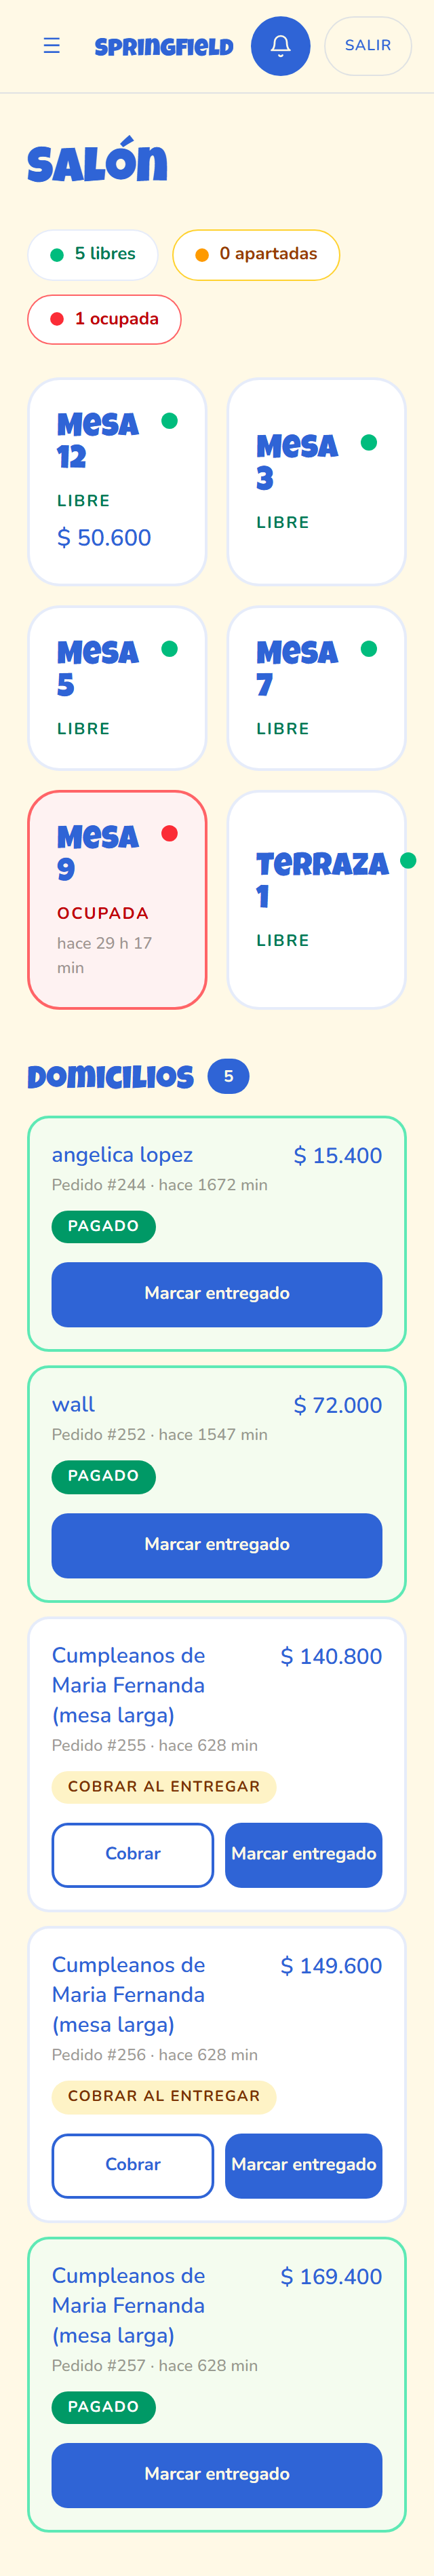 ☰ SPRINGFIELD SALIR
SALÓN
5 libres 0 apartadas
1 ocupada
Mesa
12
LIBRE
$ 50.600
Mesa
3
LIBRE
Mesa
5
LIBRE
Mesa
7
LIBRE
Mesa
9
OCUPADA
hace 29 h 17
min
Terraza
1
LIBRE
Domicilios 5
angelica lopez $ 15.400
Pedido #244 · hace 1672 min
PAGADO
Marcar entregado
wall $ 72.000
Pedido #252 · hace 1547 min
PAGADO
Marcar entregado
Cumpleanos de $ 140.800
Maria Fernanda
(mesa larga)
Pedido #255 · hace 628 min
COBRAR AL ENTREGAR
Cobrar Marcar entregado
Cumpleanos de $ 149.600
Maria Fernanda
(mesa larga)
Pedido #256 · hace 628 min
COBRAR AL ENTREGAR
Cobrar Marcar entregado
Cumpleanos de $ 169.400
Maria Fernanda
(mesa larga)
Pedido #257 · hace 628 min
PAGADO
Marcar entregado